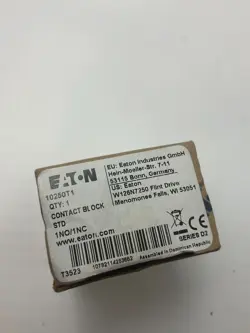 EATON
10250T1
QTY: 1
CONTACT BLOCK
STD
1NO/1NC
www.eaton.com
EU: Eaton Industries GmbH
Hein-Moeller-Str. 7-11
53115 Bonn, Germany
US: Eaton
W126N7250 Flint Drive
Menomonee Falls, WI 53051
T3523
SERIES D2
Assembled in Dominican Republic